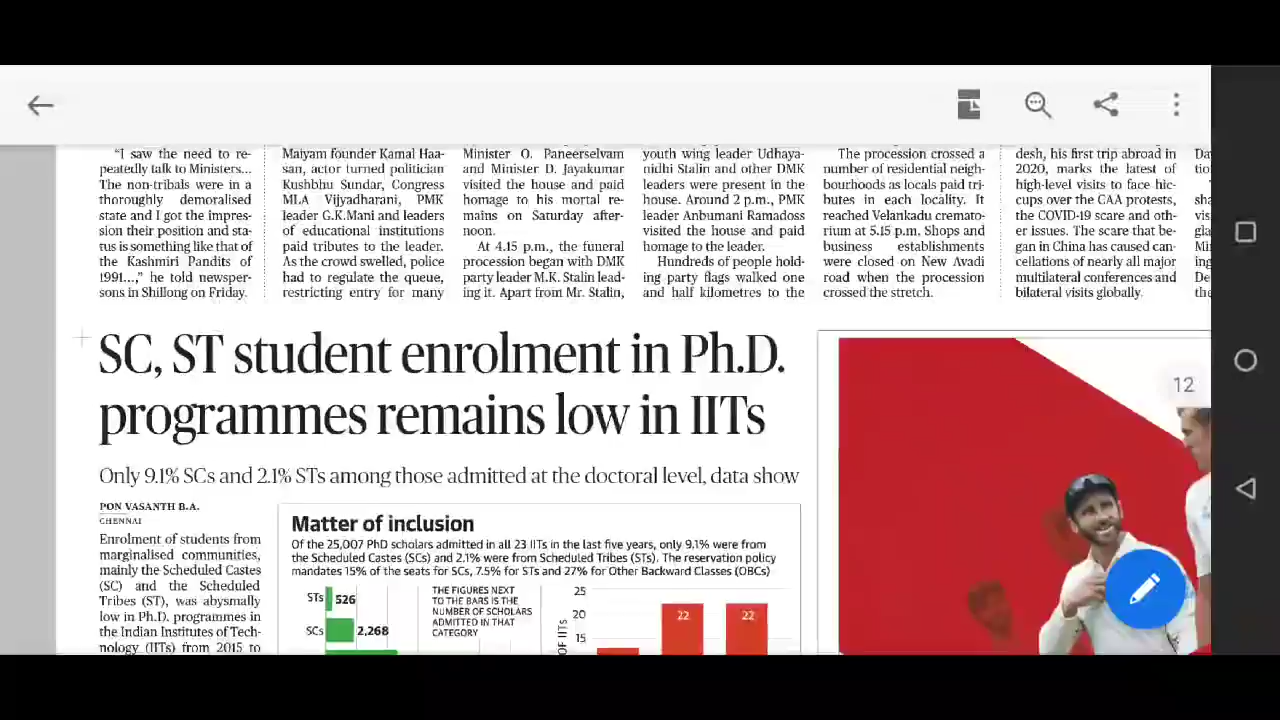 “I saw the need to re-
peatedly talk to Ministers...
The non-tribals were in a
thoroughly demoralised
state and I got the impres-
sion their position and sta-
tus is something like that of
the Kashmiri Pandits of
1991...,” he told newsper-
sons in Shillong on Friday.
Maiyam founder Kamal Haa-
san, actor turned politician
Kushbhu Sundar, Congress
MLA Vijyadharani, PMK
leader G.K.Mani and leaders
of educational institutions
paid tributes to the leader.
As the crowd swelled, police
had to regulate the queue,
restricting entry for many
Minister O. Paneerselvam
and Minister D. Jayakumar
visited the house and paid
homage to his mortal re-
mains on Saturday after-
noon.
At 4.15 p.m., the funeral
procession began with DMK
party leader M.K. Stalin lead-
ing it. Apart from Mr. Stalin,
youth wing leader Udhaya-
nidhi Stalin and other DMK
leaders were present in the
house. Around 2 p.m., PMK
leader Anbumani Ramadoss
visited the house and paid
homage to the leader.
Hundreds of people hold-
ing party flags walked one
and half kilometres to the
The procession crossed a
number of residential neigh-
bourhoods as locals paid tri-
butes in each locality. It
reached Velankadu cremato-
rium at 5.15 p.m. Shops and
business establishments
were closed on New Avadi
road when the procession
crossed the stretch.
desh, his first trip abroad in
2020, marks the latest of
high-level visits to face hic-
cups over the CAA protests,
the COVID-19 scare and oth-
er issues. The scare that be-
gan in China has caused can-
cellations of nearly all major
multilateral conferences and
bilateral visits globally.
SC, ST student enrolment in Ph.D.
programmes remains low in IITs
Only 9.1% SCs and 2.1% STs among those admitted at the doctoral level, data show
PON VASANTH B.A.
CHENNAI
Enrolment of students from
marginalised communities,
mainly the Scheduled Castes
(SC) and the Scheduled
Tribes (ST), was abysmally
low in Ph.D. programmes in
the Indian Institutes of Tech-
nology (IITs) from 2015 to
Matter of inclusion
Of the 25,007 PhD scholars admitted in all 23 IITs in the last five years, only 9.1% were from
the Scheduled Castes (SCs) and 2.1% were from Scheduled Tribes (STs). The reservation policy
mandates 15% of the seats for SCs, 7.5% for STs and 27% for Other Backward Classes (OBCs)
STs 526
SCs 2,268
THE FIGURES NEXT
TO THE BARS IS THE
NUMBER OF SCHOLARS
ADMITTED IN THAT
CATEGORY
OF IITs
25
20
15
22
22
12